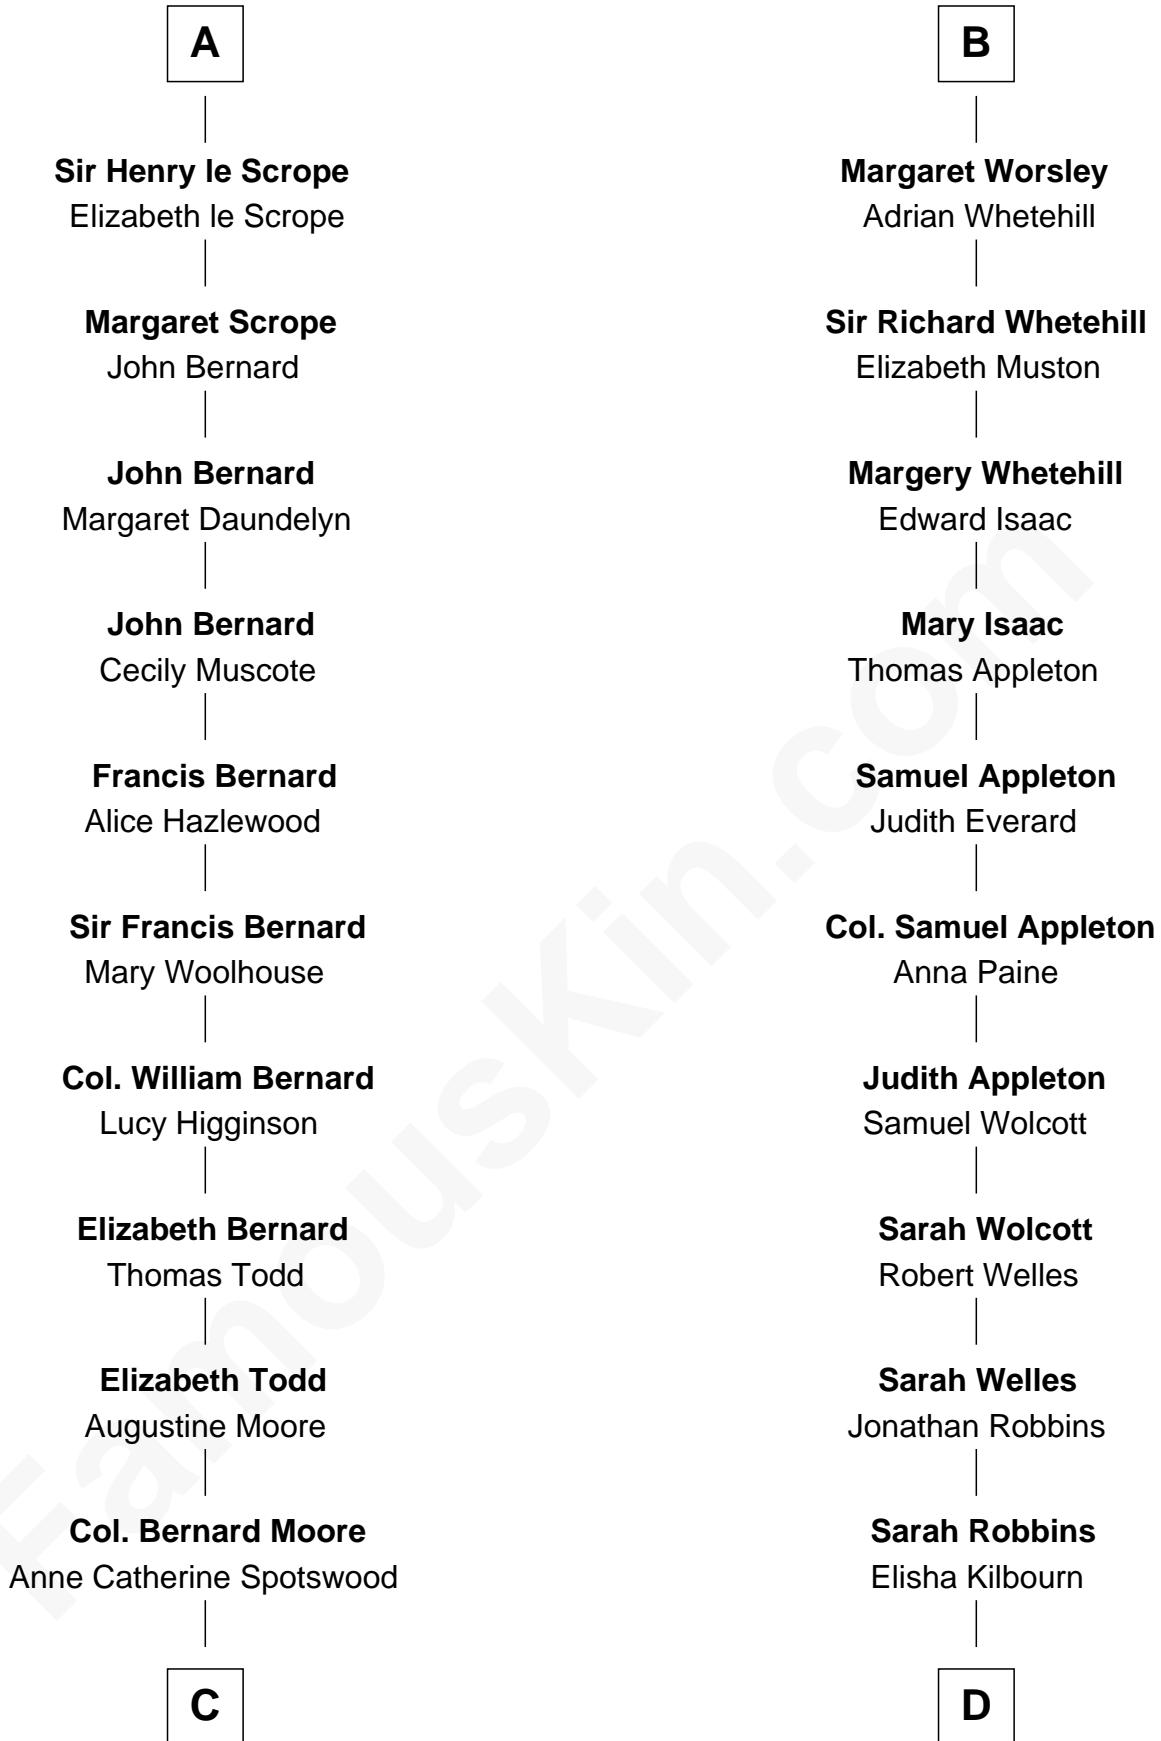 A
Sir Henry le Scrope
Elizabeth le Scrope
Margaret Scrope
John Bernard
John Bernard
Margaret Daundelyn
John Bernard
Cecily Muscote
Francis Bernard
Alice Hazlewood
Sir Francis Bernard
Mary Woolhouse
Col. William Bernard
Lucy Higginson
Elizabeth Bernard
Thomas Todd
Elizabeth Todd
Augustine Moore
Col. Bernard Moore
Anne Catherine Spotswood
C
B
Margaret Worsley
Adrian Whetehill
Sir Richard Whetehill
Elizabeth Muston
Margery Whetehill
Edward Isaac
Mary Isaac
Thomas Appleton
Samuel Appleton
Judith Everard
Col. Samuel Appleton
Anna Paine
Judith Appleton
Samuel Wolcott
Sarah Wolcott
Robert Welles
Sarah Welles
Jonathan Robbins
Sarah Robbins
Elisha Kilbourn
D
FamousKin.com